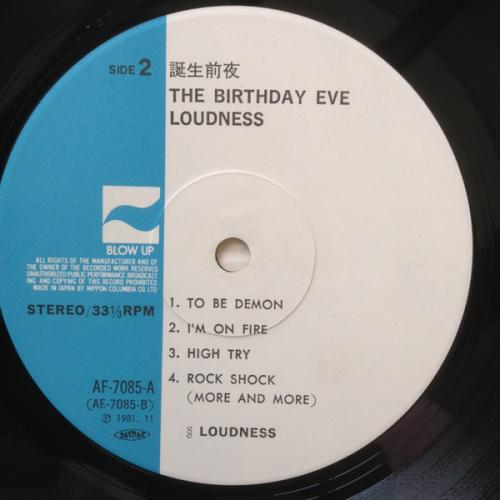 SIDE 2
誕生前夜
THE BIRTHDAY EVE
LOUDNESS
BLOW UP
ALL RIGHTS OF THE MANUFACTURER AND OF
THE OWNER OF THE RECORDED WORK RESERVED
UNAUTHORIZED PUBLIC PERFORMANCE BROADCAST
ING AND COPYING OF THIS RECORD PROHIBITED
MADE IN JAPAN BY NIPPON COLUMBIA CO.LTD
STEREO/33⅓RPM
1. TO BE DEMON
2. I'M ON FIRE
3. HIGH TRY
4. ROCK SHOCK
(MORE AND MORE)
§ LOUDNESS
AF-7085-A
(AF-7085-B)
℗ 1981. 11
JASRAC